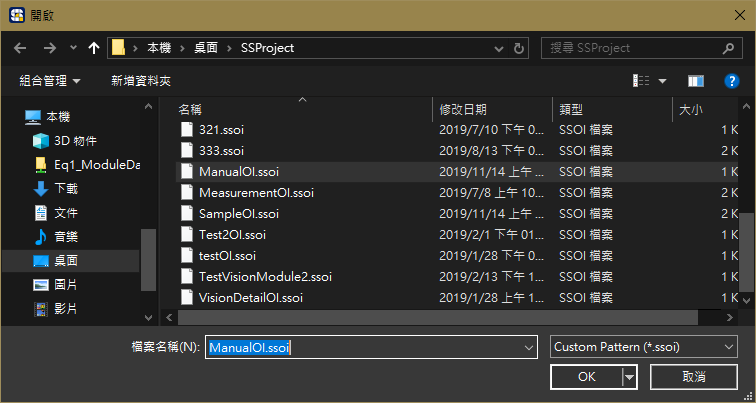 開啟
本機 › 桌面 › SSProject
搜尋 SSProject
組合管理
新增資料夾
名稱 修改日期 類型 大小
本機
3D 物件
Eq1_ModuleDa
下載
文件
音樂
桌面
圖片
影片
321.ssoi 2019/7/10 下午 0... SSOI 檔案 1 K
333.ssoi 2019/8/13 下午 0... SSOI 檔案 2 K
ManualOI.ssoi 2019/11/14 上午 ... SSOI 檔案 1 K
MeasurementOI.ssoi 2019/7/8 上午 10... SSOI 檔案 2 K
SampleOI.ssoi 2019/11/14 上午 ... SSOI 檔案 2 K
Test2OI.ssoi 2019/2/1 下午 01... SSOI 檔案 1 K
testOI.ssoi 2019/1/28 下午 0... SSOI 檔案 1 K
TestVisionModule2.ssoi 2019/2/13 下午 1... SSOI 檔案 1 K
VisionDetailOI.ssoi 2019/1/28 上午 1... SSOI 檔案 1 K
檔案名稱(N): ManualOI.ssoi
Custom Pattern (*.ssoi)
OK
取消